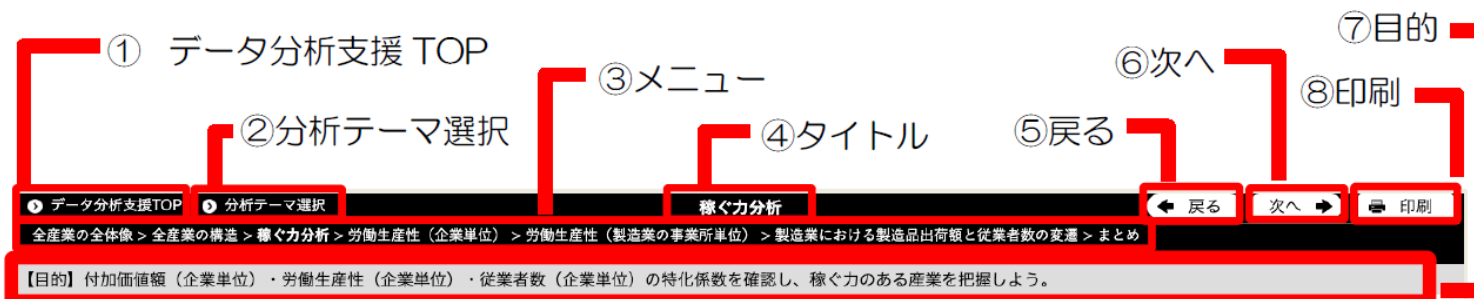 ⑦目的
① データ分析支援 TOP
⑥次へ
③メニュー
⑧印刷
②分析テーマ選択
④タイトル
⑤戻る
データ分析支援TOP 分析テーマ選択 稼ぐ力分析 戻る 次へ 印刷
全産業の全体像 > 全産業の構造 > 稼ぐ力分析 > 労働生産性（企業単位） > 労働生産性（製造業の事業所単位） > 製造業における製造品出荷額と従業者数の変遷 > まとめ
【目的】付加価値額（企業単位）・労働生産性（企業単位）・従業者数（企業単位）の特化係数を確認し、稼ぐ力のある産業を把握しよう。